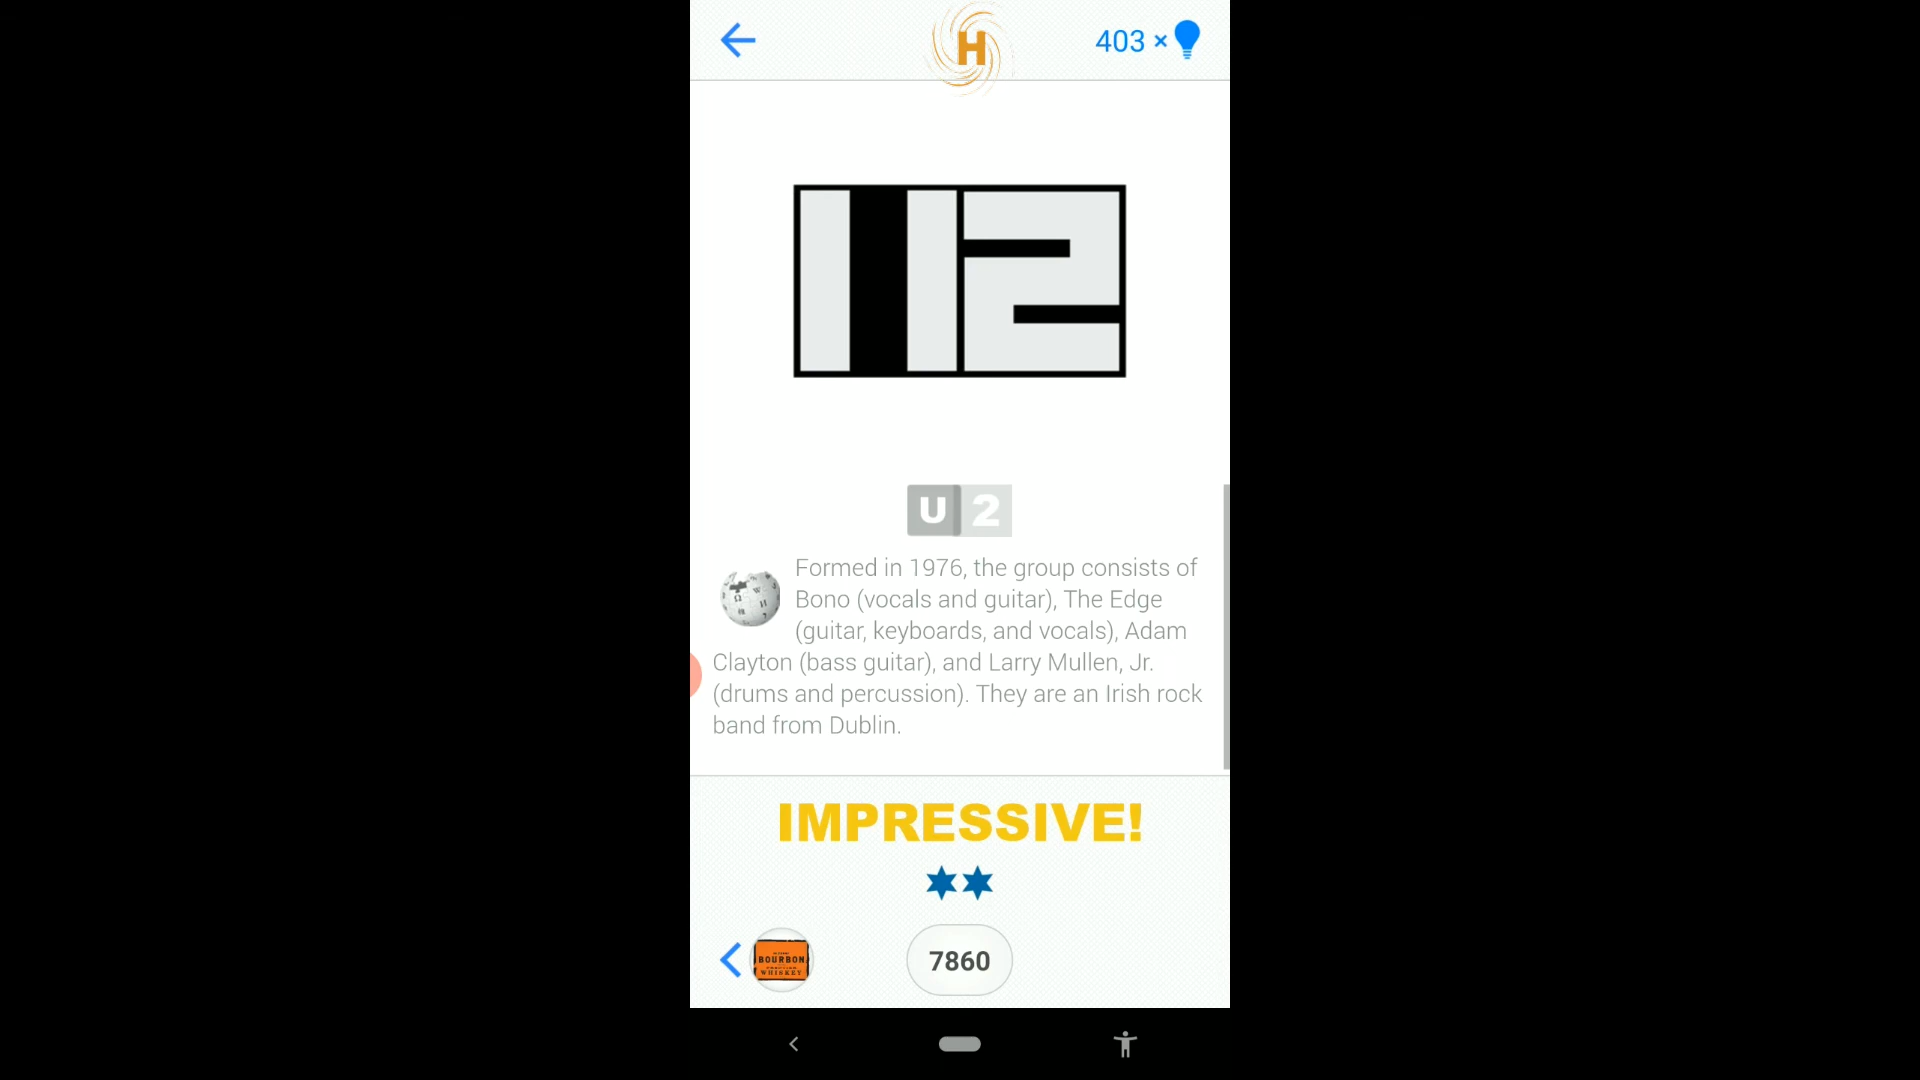 H
403 ×
U2
U 2
Formed in 1976, the group consists of
Bono (vocals and guitar), The Edge
(guitar, keyboards, and vocals), Adam
Clayton (bass guitar), and Larry Mullen, Jr.
(drums and percussion). They are an Irish rock
band from Dublin.
IMPRESSIVE!
BOURBON
WHISKEY
7860